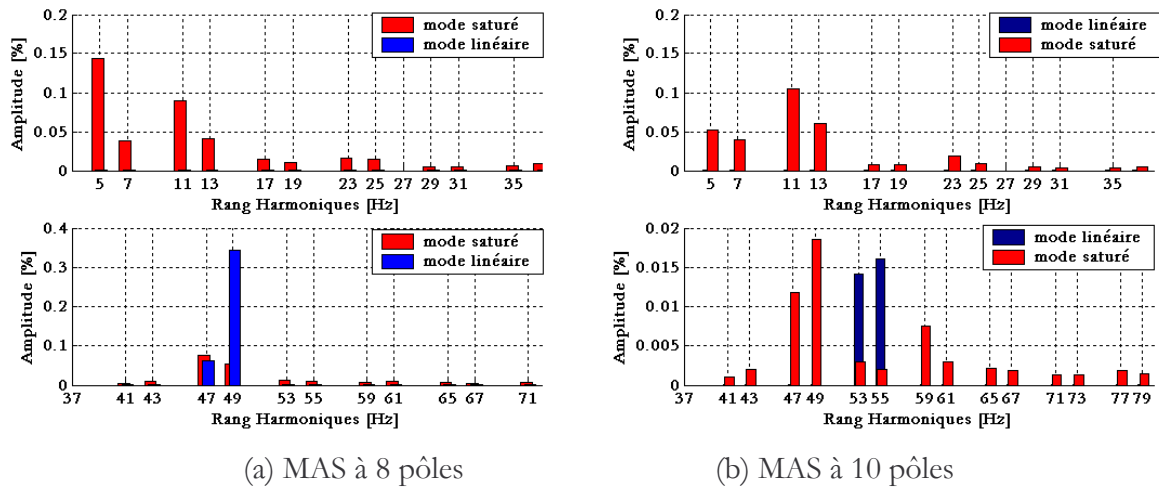 mode saturé
mode linéaire
Amplitude [%]
0.2
0.15
0.1
0.05
0
5 7 11 13 17 19 23 25 27 29 31 35
Rang Harmoniques [Hz]
mode linéaire
mode saturé
Amplitude [%]
0.2
0.15
0.1
0.05
0
5 7 11 13 17 19 23 25 27 29 31 35
Rang Harmoniques [Hz]
mode saturé
mode linéaire
Amplitude [%]
0.4
0.3
0.2
0.1
0
37 41 43 47 49 53 55 59 61 65 67 71
Rang Harmoniques [Hz]
mode linéaire
mode saturé
Amplitude [%]
0.02
0.015
0.01
0.005
0
37 41 43 47 49 53 55 59 61 65 67 71 73 77 79
Rang Harmoniques [Hz]
(a) MAS à 8 pôles
(b) MAS à 10 pôles